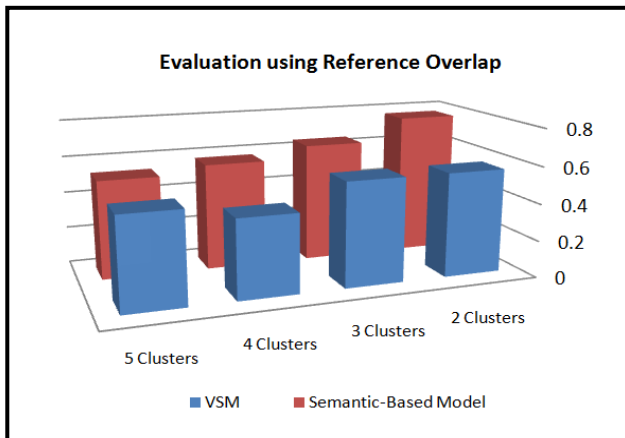 Evaluation using Reference Overlap
0.8
0.6
0.4
0.2
0
5 Clusters
4 Clusters
3 Clusters
2 Clusters
VSM
Semantic-Based Model